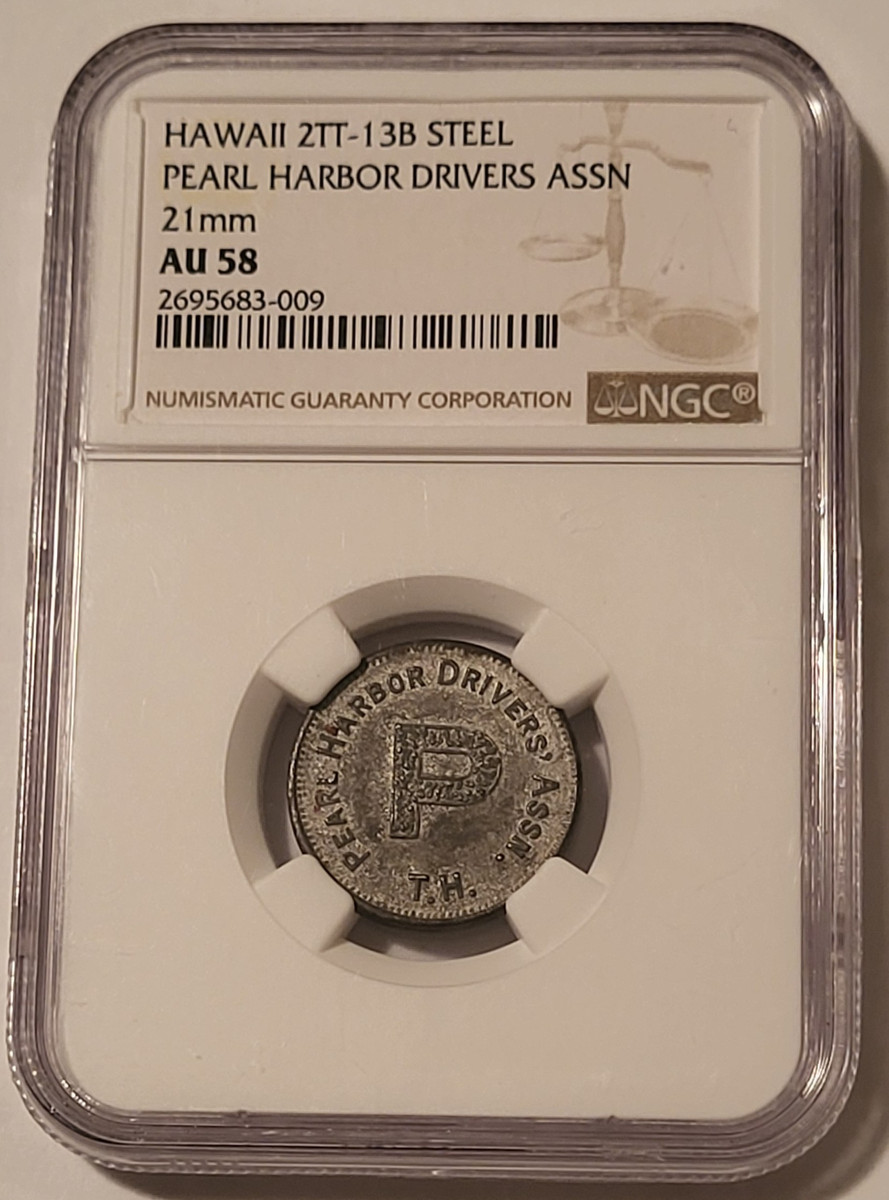 HAWAII 2TT-13B STEEL
PEARL HARBOR DRIVERS ASSN
21mm
AU 58
2695683-009
NUMISMATIC GUARANTY CORPORATION NGC®
PEARL HARBOR DRIVERS' ASSN.
P
T.H.